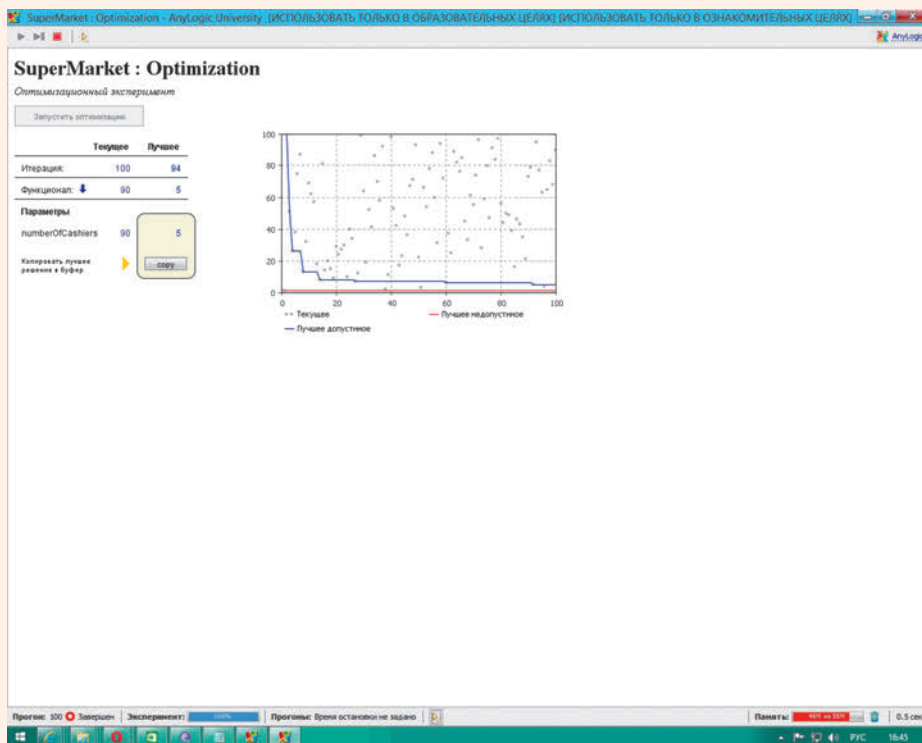 SuperMarket : Optimization - AnyLogic University [ИСПОЛЬЗОВАТЬ ТОЛЬКО В ОБРАЗОВАТЕЛЬНЫХ ЦЕЛЯХ] [ИСПОЛЬЗОВАТЬ ТОЛЬКО В ОЗНАКОМИТЕЛЬНЫХ ЦЕЛЯХ]
AnyLogic
SuperMarket : Optimization
Оптимизационный эксперимент
Запустить оптимизацию
Текущее Лучшее
Итерация: 100 94
Функционал: 90 5
Параметры
numberOfCashiers 90 5
Копировать лучшее
решение в буфер
copy
100
80
60
40
20
0
0 20 40 60 80 100
Текущее
Лучшее недопустимое
Лучшее допустимое
Прогон: 100 Завершен Эксперимент: 100% Прогоны: Время остановки не задано Память: 0.5 сек
РУС 16:45